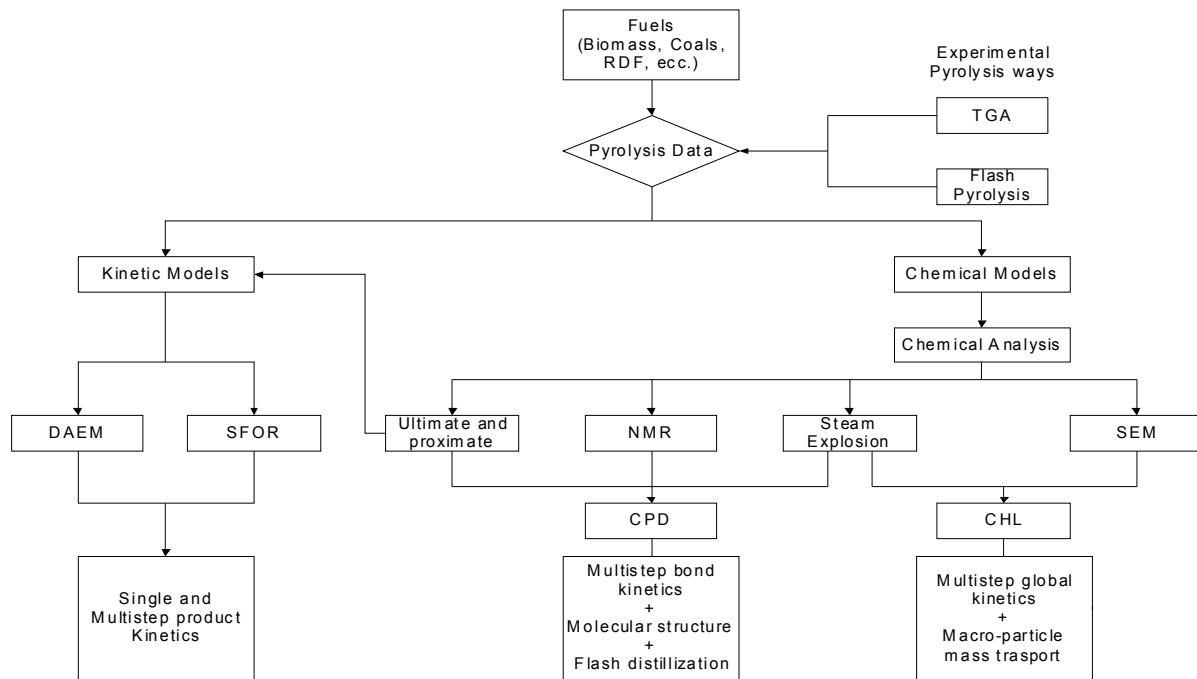 Fuels
(Biomass, Coals,
RDF, ecc.)
Experimental
Pyrolysis ways
TGA
Pyrolysis Data
Flash
Pyrolysis
Kinetic Models
Chemical Models
Chemical Analysis
DAEM
SFOR
Ultimate and
proximate
NMR
Steam
Explosion
SEM
CPD
CHL
Single and
Multistep product
Kinetics
Multistep bond
kinetics
+
Molecular structure
+
Flash distillization
Multistep global
kinetics
+
Macro-particle
mass trasport